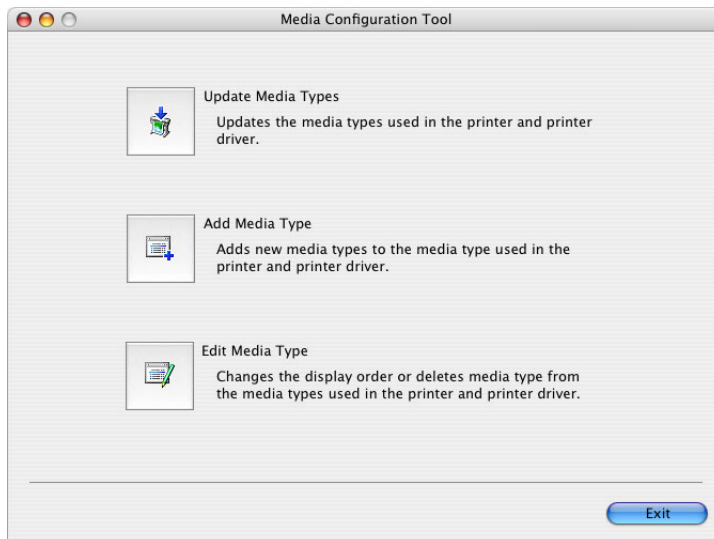 Media Configuration Tool
Update Media Types
Updates the media types used in the printer and printer
driver.
Add Media Type
Adds new media types to the media type used in the
printer and printer driver.
Edit Media Type
Changes the display order or deletes media type from
the media types used in the printer and printer driver.
Exit